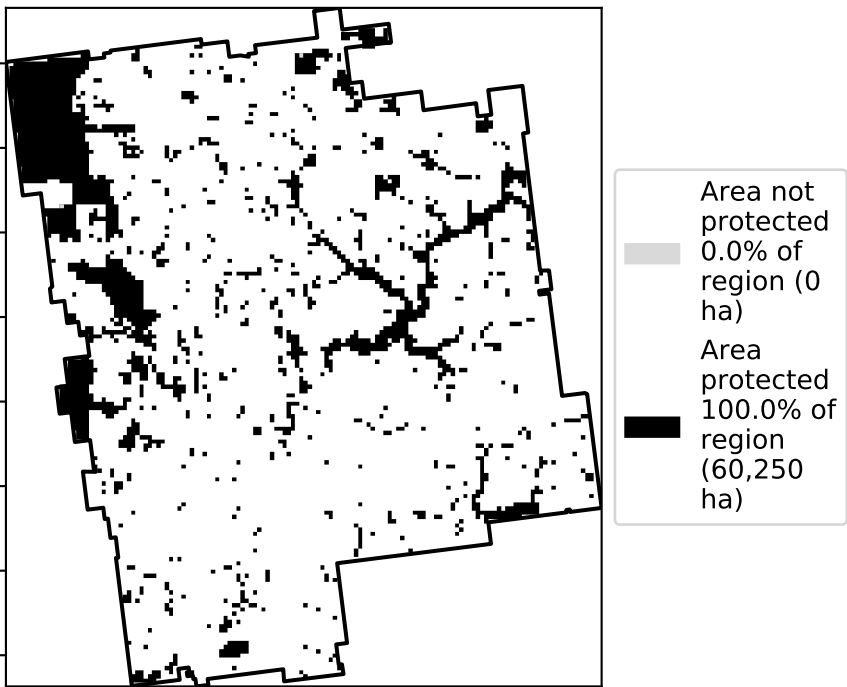 Area not
protected
0.0% of
region (0
ha)
Area
protected
100.0% of
region
(60,250
ha)